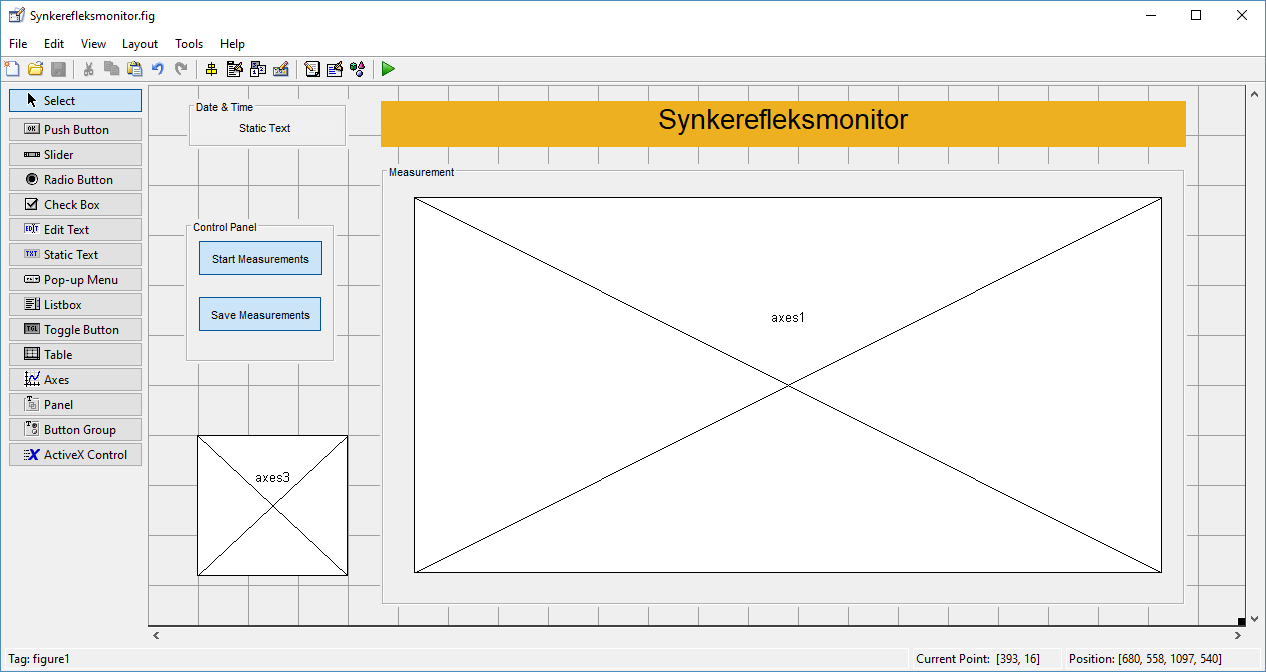 Synkerefleksmonitor.fig
File Edit View Layout Tools Help
Select
Push Button
Slider
Radio Button
Check Box
Edit Text
Static Text
Pop-up Menu
Listbox
Toggle Button
Table
Axes
Panel
Button Group
ActiveX Control
Date & Time
Static Text
Synkerefleksmonitor
Control Panel
Start Measurements
Save Measurements
axes3
Measurement
axes1
Tag: figure1
Current Point: [393, 16]
Position: [680, 558, 1097, 540]